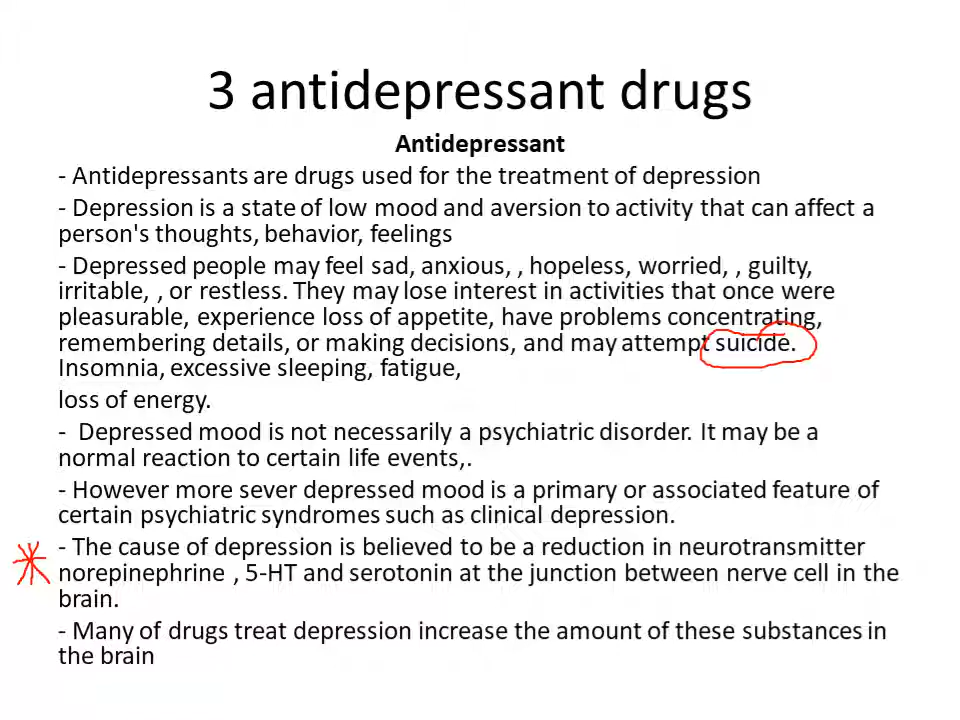 3 antidepressant drugs
Antidepressant
- Antidepressants are drugs used for the treatment of depression
- Depression is a state of low mood and aversion to activity that can affect a
person's thoughts, behavior, feelings
- Depressed people may feel sad, anxious, , hopeless, worried, , guilty,
irritable, , or restless. They may lose interest in activities that once were
pleasurable, experience loss of appetite, have problems concentrating,
remembering details, or making decisions, and may attempt suicide.
Insomnia, excessive sleeping, fatigue,
loss of energy.
-  Depressed mood is not necessarily a psychiatric disorder. It may be a
normal reaction to certain life events,.
- However more sever depressed mood is a primary or associated feature of
certain psychiatric syndromes such as clinical depression.
- The cause of depression is believed to be a reduction in neurotransmitter
norepinephrine , 5-HT and serotonin at the junction between nerve cell in the
brain.
- Many of drugs treat depression increase the amount of these substances in
the brain